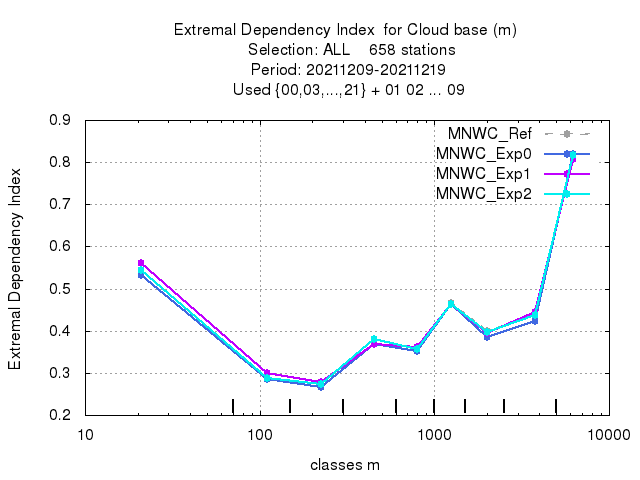 Extremal Dependency Index  for Cloud base (m)
Selection: ALL    658 stations
Period: 20211209-20211219
Used {00,03,...,21} + 01 02 ... 09
Extremal Dependency Index
0.9
0.8
0.7
0.6
0.5
0.4
0.3
0.2
MNWC_Ref
MNWC_Exp0
MNWC_Exp1
MNWC_Exp2
10
100
1000
10000
classes m